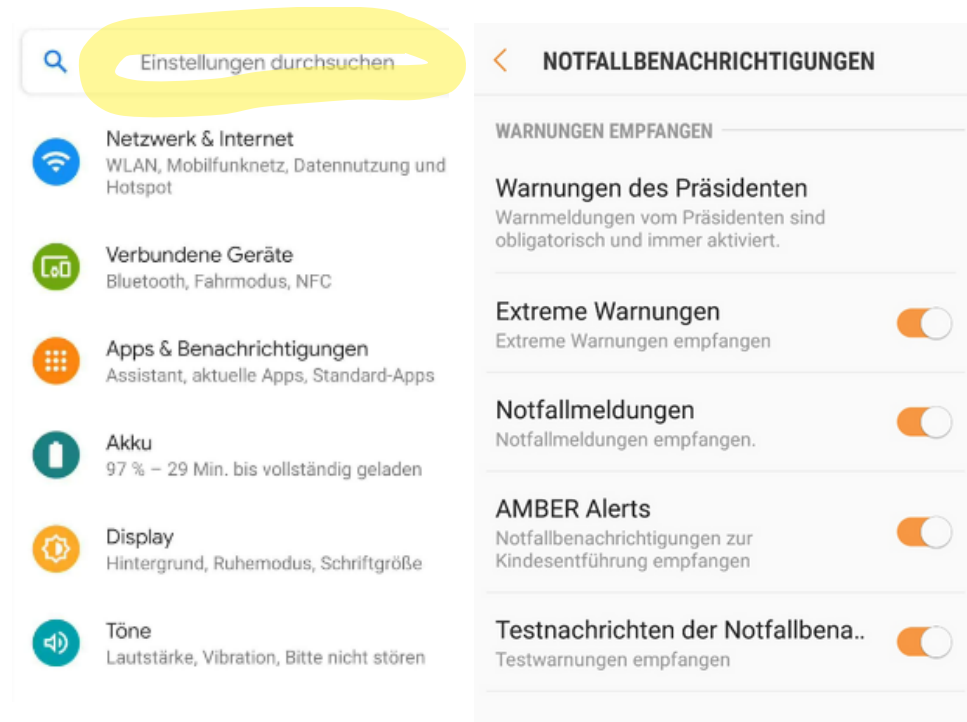 Einstellungen durchsuchen
Netzwerk & Internet
WLAN, Mobilfunknetz, Datennutzung und
Hotspot
Verbundene Geräte
Bluetooth, Fahrmodus, NFC
Apps & Benachrichtigungen
Assistant, aktuelle Apps, Standard-Apps
Akku
97 % – 29 Min. bis vollständig geladen
Display
Hintergrund, Ruhemodus, Schriftgröße
Töne
Lautstärke, Vibration, Bitte nicht stören
NOTFALLBENACHRICHTIGUNGEN
WARNUNGEN EMPFANGEN
Warnungen des Präsidenten
Warnmeldungen vom Präsidenten sind
obligatorisch und immer aktiviert.
Extreme Warnungen
Extreme Warnungen empfangen
Notfallmeldungen
Notfallmeldungen empfangen.
AMBER Alerts
Notfallbenachrichtigungen zur
Kindesentführung empfangen
Testnachrichten der Notfallbena..
Testwarnungen empfangen